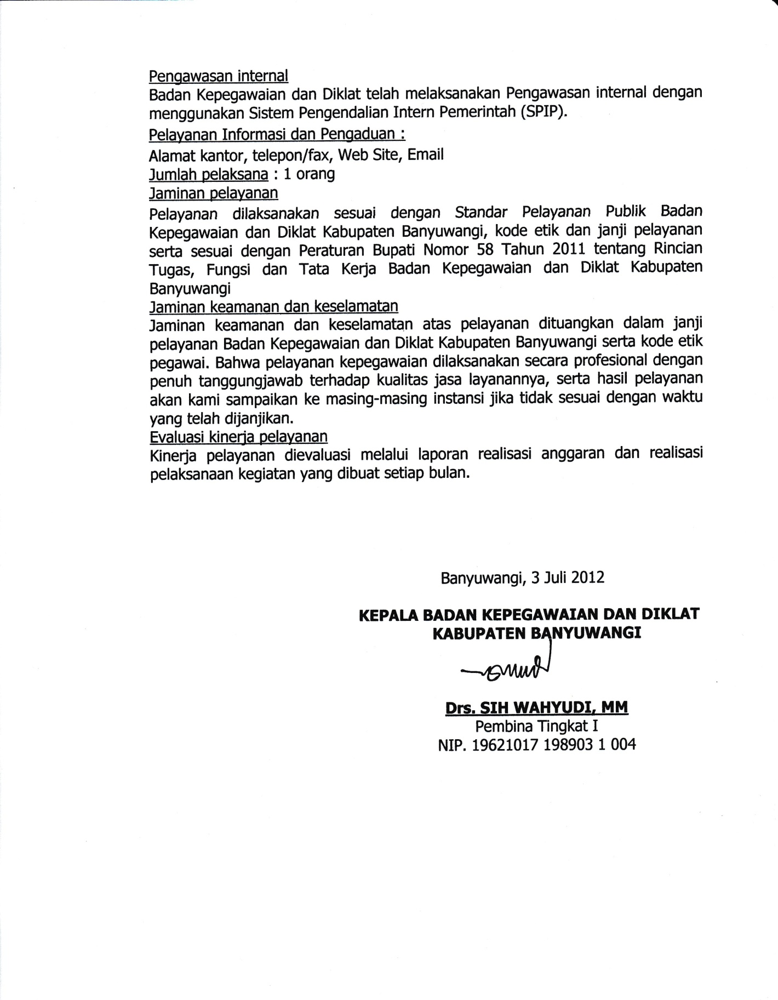 Pengawasan internal
Badan Kepegawaian dan Diklat telah melaksanakan Pengawasan internal dengan
menggunakan Sistem Pengendalian Intern Pemerintah (SPIP).
Pelayanan Informasi dan Pengaduan :
Alamat kantor, telepon/fax, Web Site, Email
Jumlah pelaksana : 1 orang
Jaminan pelayanan
Pelayanan dilaksanakan sesuai dengan Standar Pelayanan Publik Badan
Kepegawaian dan Diklat Kabupaten Banyuwangi, kode etik dan janji pelayanan
serta sesuai dengan Peraturan Bupati Nomor 58 Tahun 2011 tentang Rincian
Tugas, Fungsi dan Tata Kerja Badan Kepegawaian dan Diklat Kabupaten
Banyuwangi
Jaminan keamanan dan keselamatan
Jaminan keamanan dan keselamatan atas pelayanan dituangkan dalam janji
pelayanan Badan Kepegawaian dan Diklat Kabupaten Banyuwangi serta kode etik
pegawai. Bahwa pelayanan kepegawaian dilaksanakan secara profesional dengan
penuh tanggungjawab terhadap kualitas jasa layanannya, serta hasil pelayanan
akan kami sampaikan ke masing-masing instansi jika tidak sesuai dengan waktu
yang telah dijanjikan.
Evaluasi kinerja pelayanan
Kinerja pelayanan dievaluasi melalui laporan realisasi anggaran dan realisasi
pelaksanaan kegiatan yang dibuat setiap bulan.
Banyuwangi, 3 Juli 2012
KEPALA BADAN KEPEGAWAIAN DAN DIKLAT
KABUPATEN BANYUWANGI
Drs. SIH WAHYUDI, MM
Pembina Tingkat I
NIP. 19621017 198903 1 004